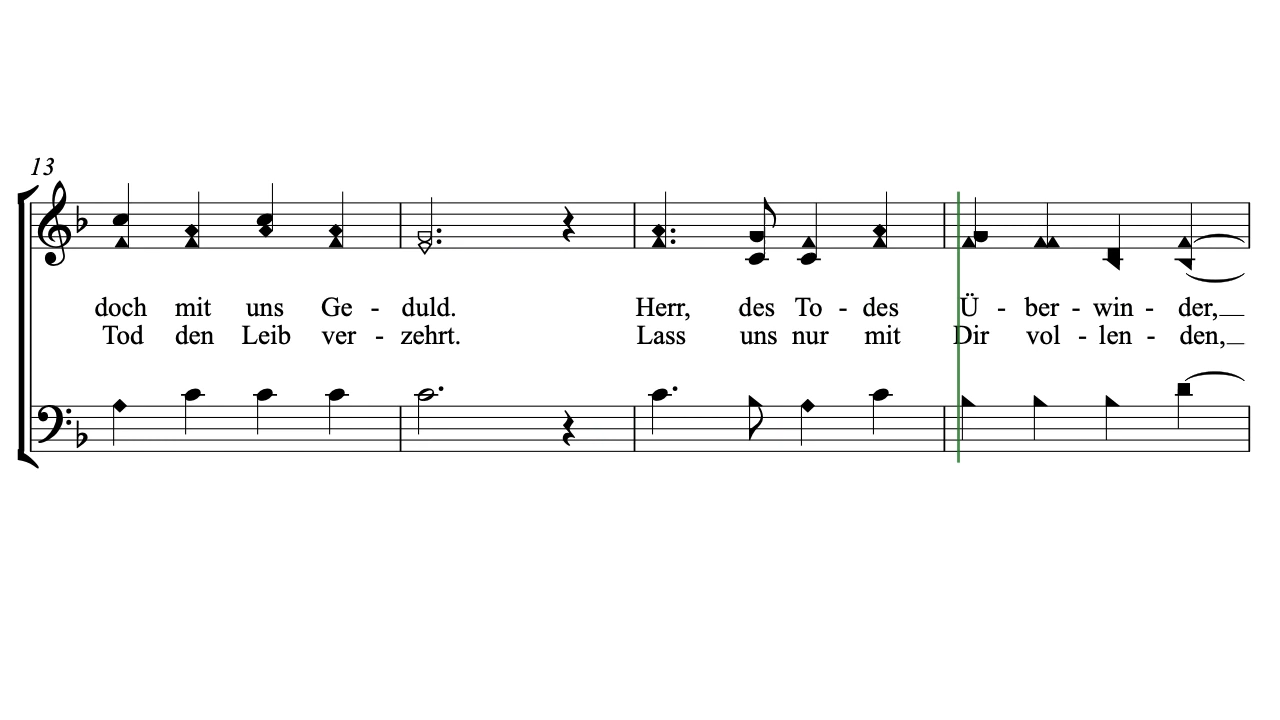 13
doch mit uns Ge - duld. Herr, des To - des Ü - ber - win - der,
Tod den Leib ver - zehrt. Lass uns nur mit Dir vol - len - den,